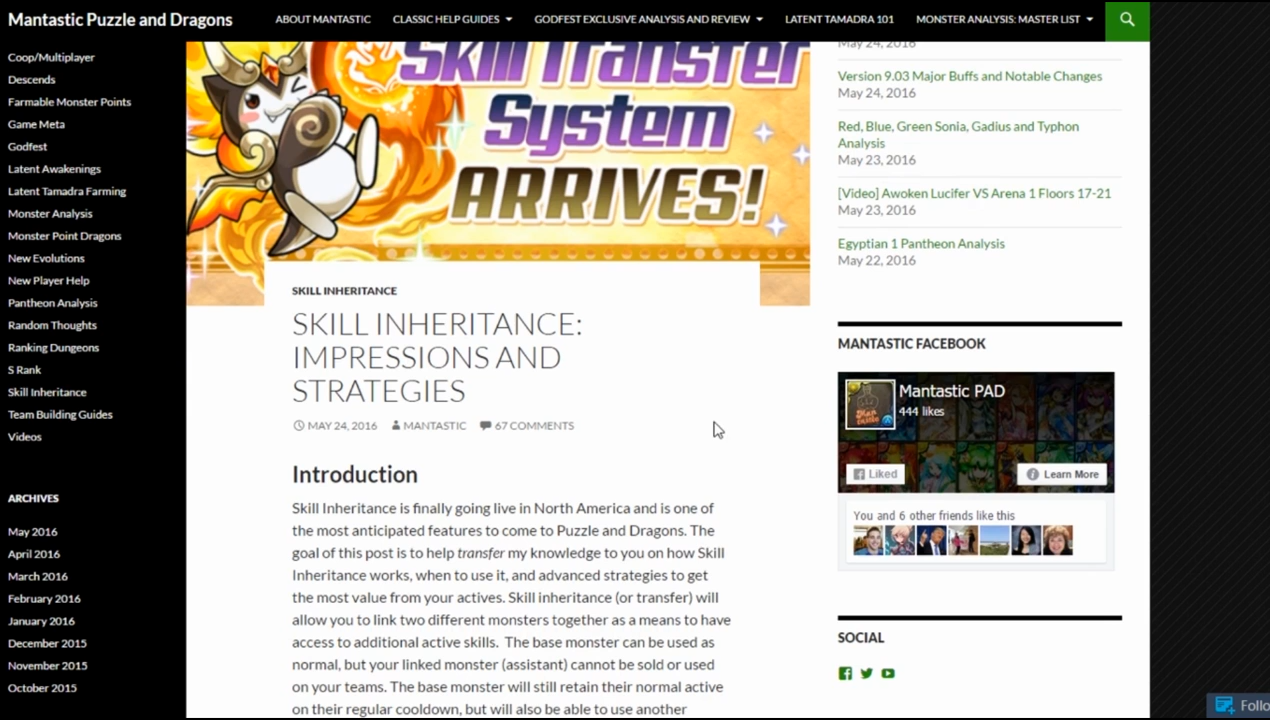 Mantastic Puzzle and Dragons
ABOUT MANTASTIC
CLASSIC HELP GUIDES
GODFEST EXCLUSIVE ANALYSIS AND REVIEW
LATENT TAMADRA 101
MONSTER ANALYSIS: MASTER LIST
Coop/Multiplayer
Descends
Farmable Monster Points
Game Meta
Godfest
Latent Awakenings
Latent Tamadra Farming
Monster Analysis
Monster Point Dragons
New Evolutions
New Player Help
Pantheon Analysis
Random Thoughts
Ranking Dungeons
S Rank
Skill Inheritance
Team Building Guides
Videos
ARCHIVES
May 2016
April 2016
March 2016
February 2016
January 2016
December 2015
November 2015
October 2015
Skill Transfer
System
ARRIVES!
SKILL INHERITANCE
SKILL INHERITANCE:
IMPRESSIONS AND
STRATEGIES
MAY 24, 2016
MANTASTIC
67 COMMENTS
Introduction
Skill Inheritance is finally going live in North America and is one of
the most anticipated features to come to Puzzle and Dragons. The
goal of this post is to help transfer my knowledge to you on how Skill
Inheritance works, when to use it, and advanced strategies to get
the most value from your actives. Skill inheritance (or transfer) will
allow you to link two different monsters together as a means to have
access to additional active skills. The base monster can be used as
normal, but your linked monster (assistant) cannot be sold or used
on your teams. The base monster will still retain their normal active
on their regular cooldown, but will also be able to use another
May 24, 2016
Version 9.03 Major Buffs and Notable Changes
May 24, 2016
Red, Blue, Green Sonia, Gadius and Typhon
Analysis
May 23, 2016
[Video] Awoken Lucifer VS Arena 1 Floors 17-21
May 23, 2016
Egyptian 1 Pantheon Analysis
May 22, 2016
MANTASTIC FACEBOOK
Mantastic PAD
444 likes
Liked
Learn More
You and 6 other friends like this
SOCIAL
Follo